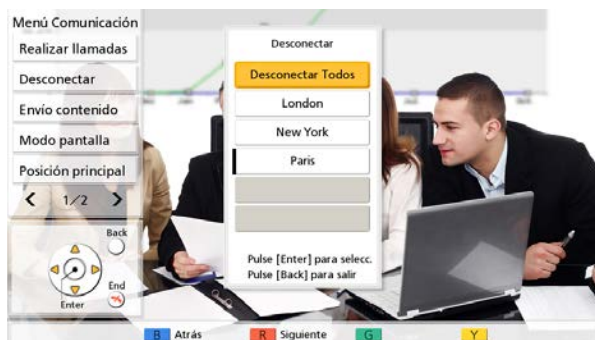 Menú Comunicación
Realizar llamadas
Desconectar
Envío contenido
Modo pantalla
Posición principal
1/2
Back
End
Enter
Desconectar
Desconectar Todos
London
New York
Paris
Pulse [Enter] para selecc.
Pulse [Back] para salir
B Atrás
R Siguiente
G
Y